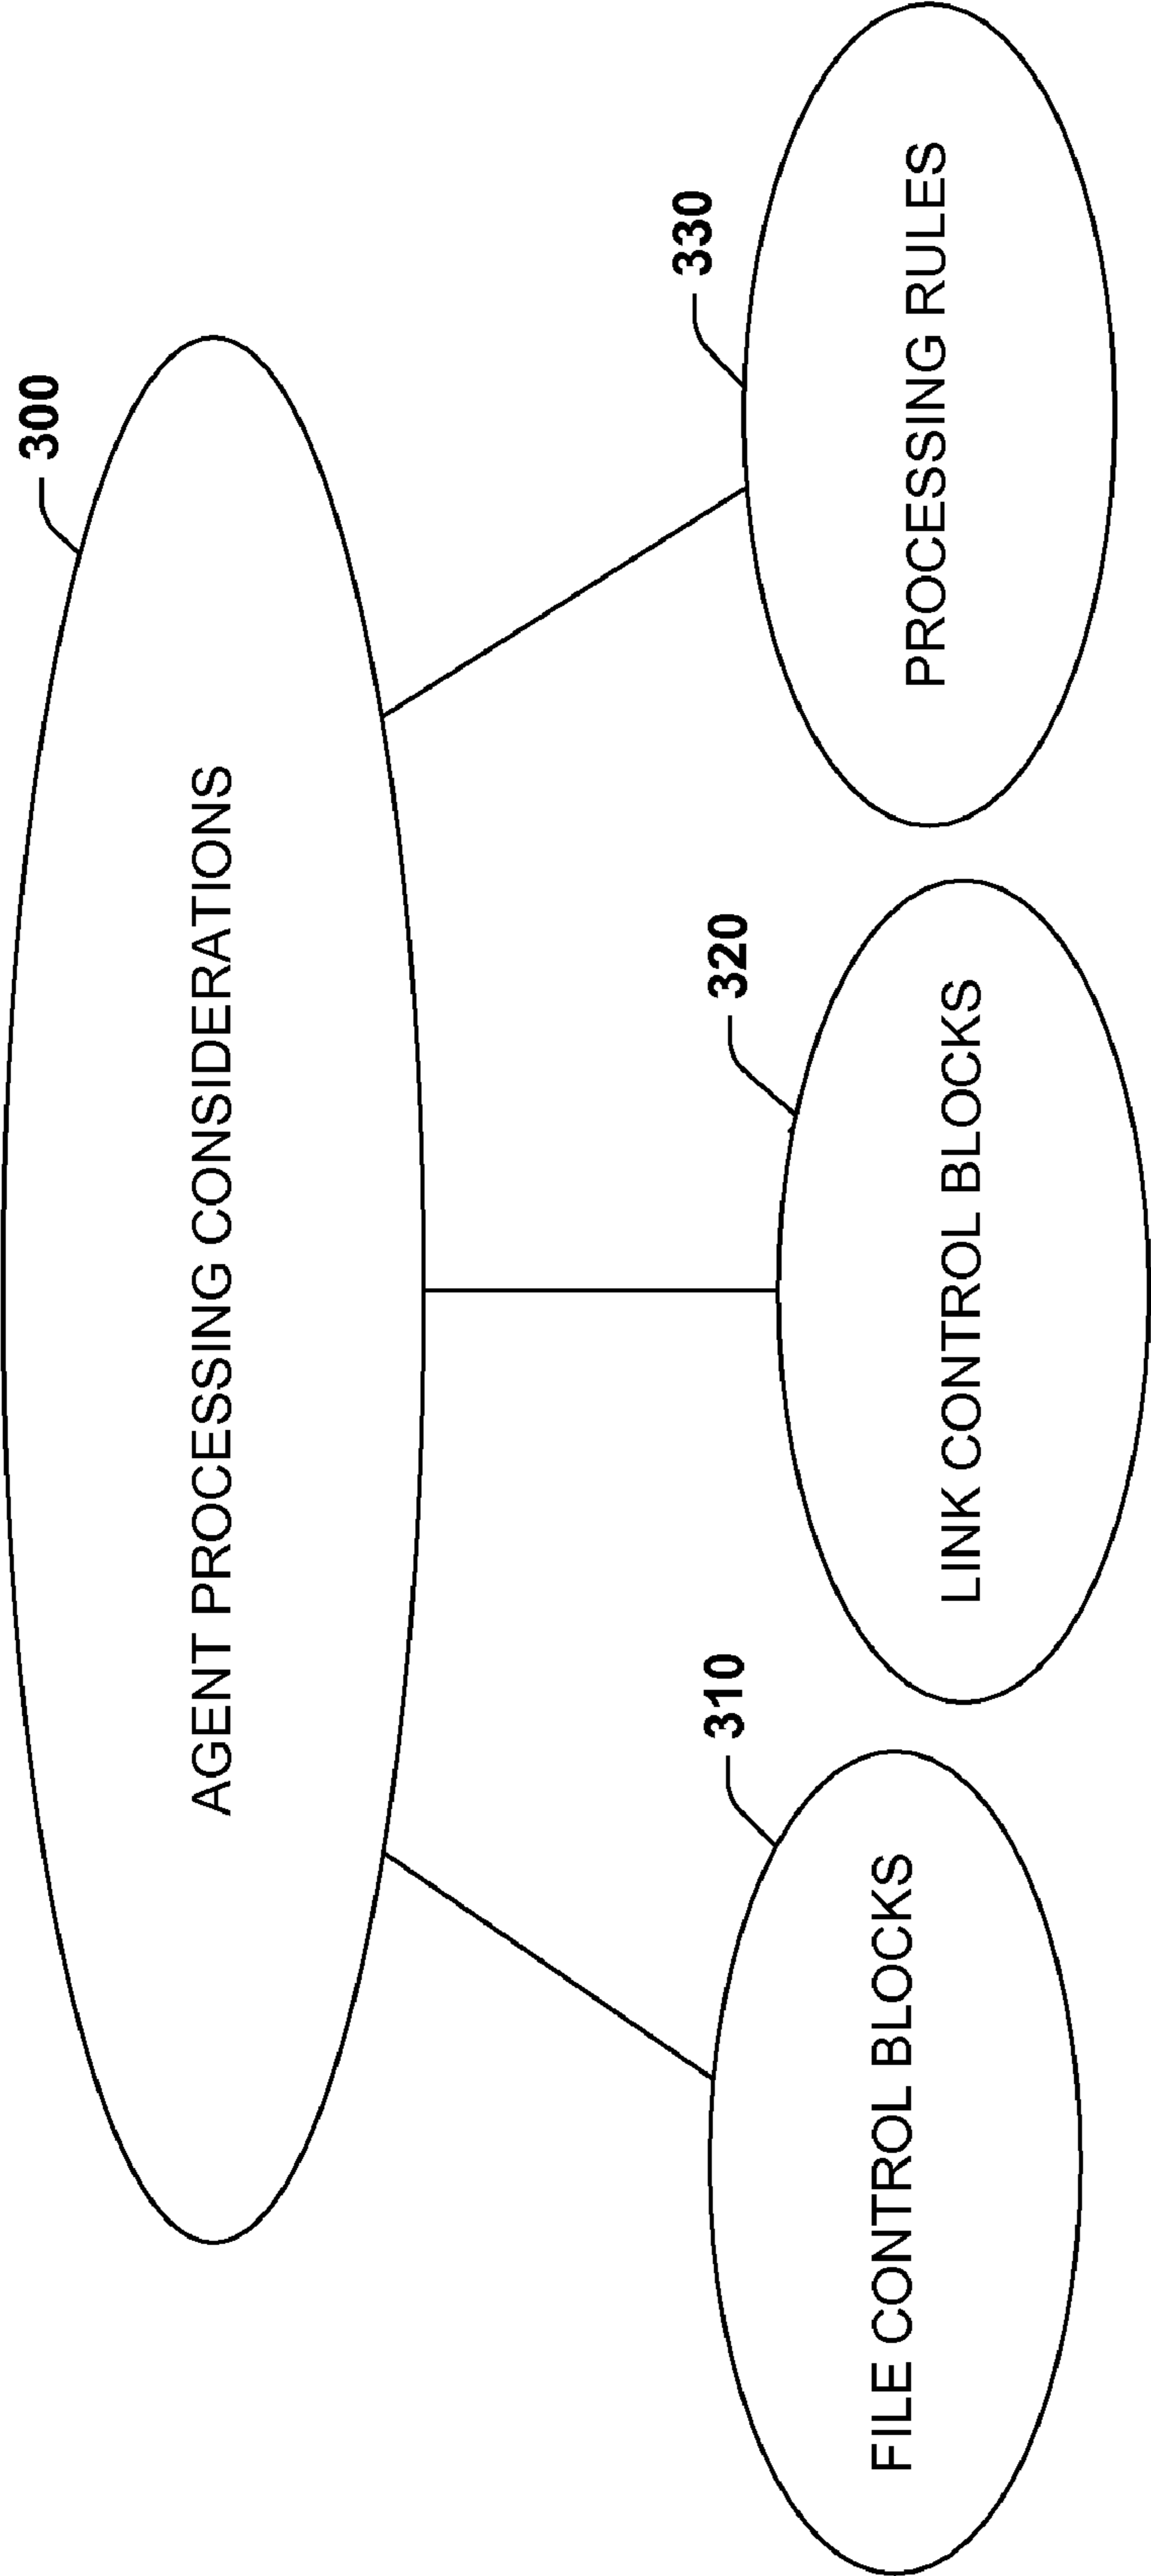 300
AGENT PROCESSING CONSIDERATIONS
310
FILE CONTROL BLOCKS
320
LINK CONTROL BLOCKS
330
PROCESSING RULES